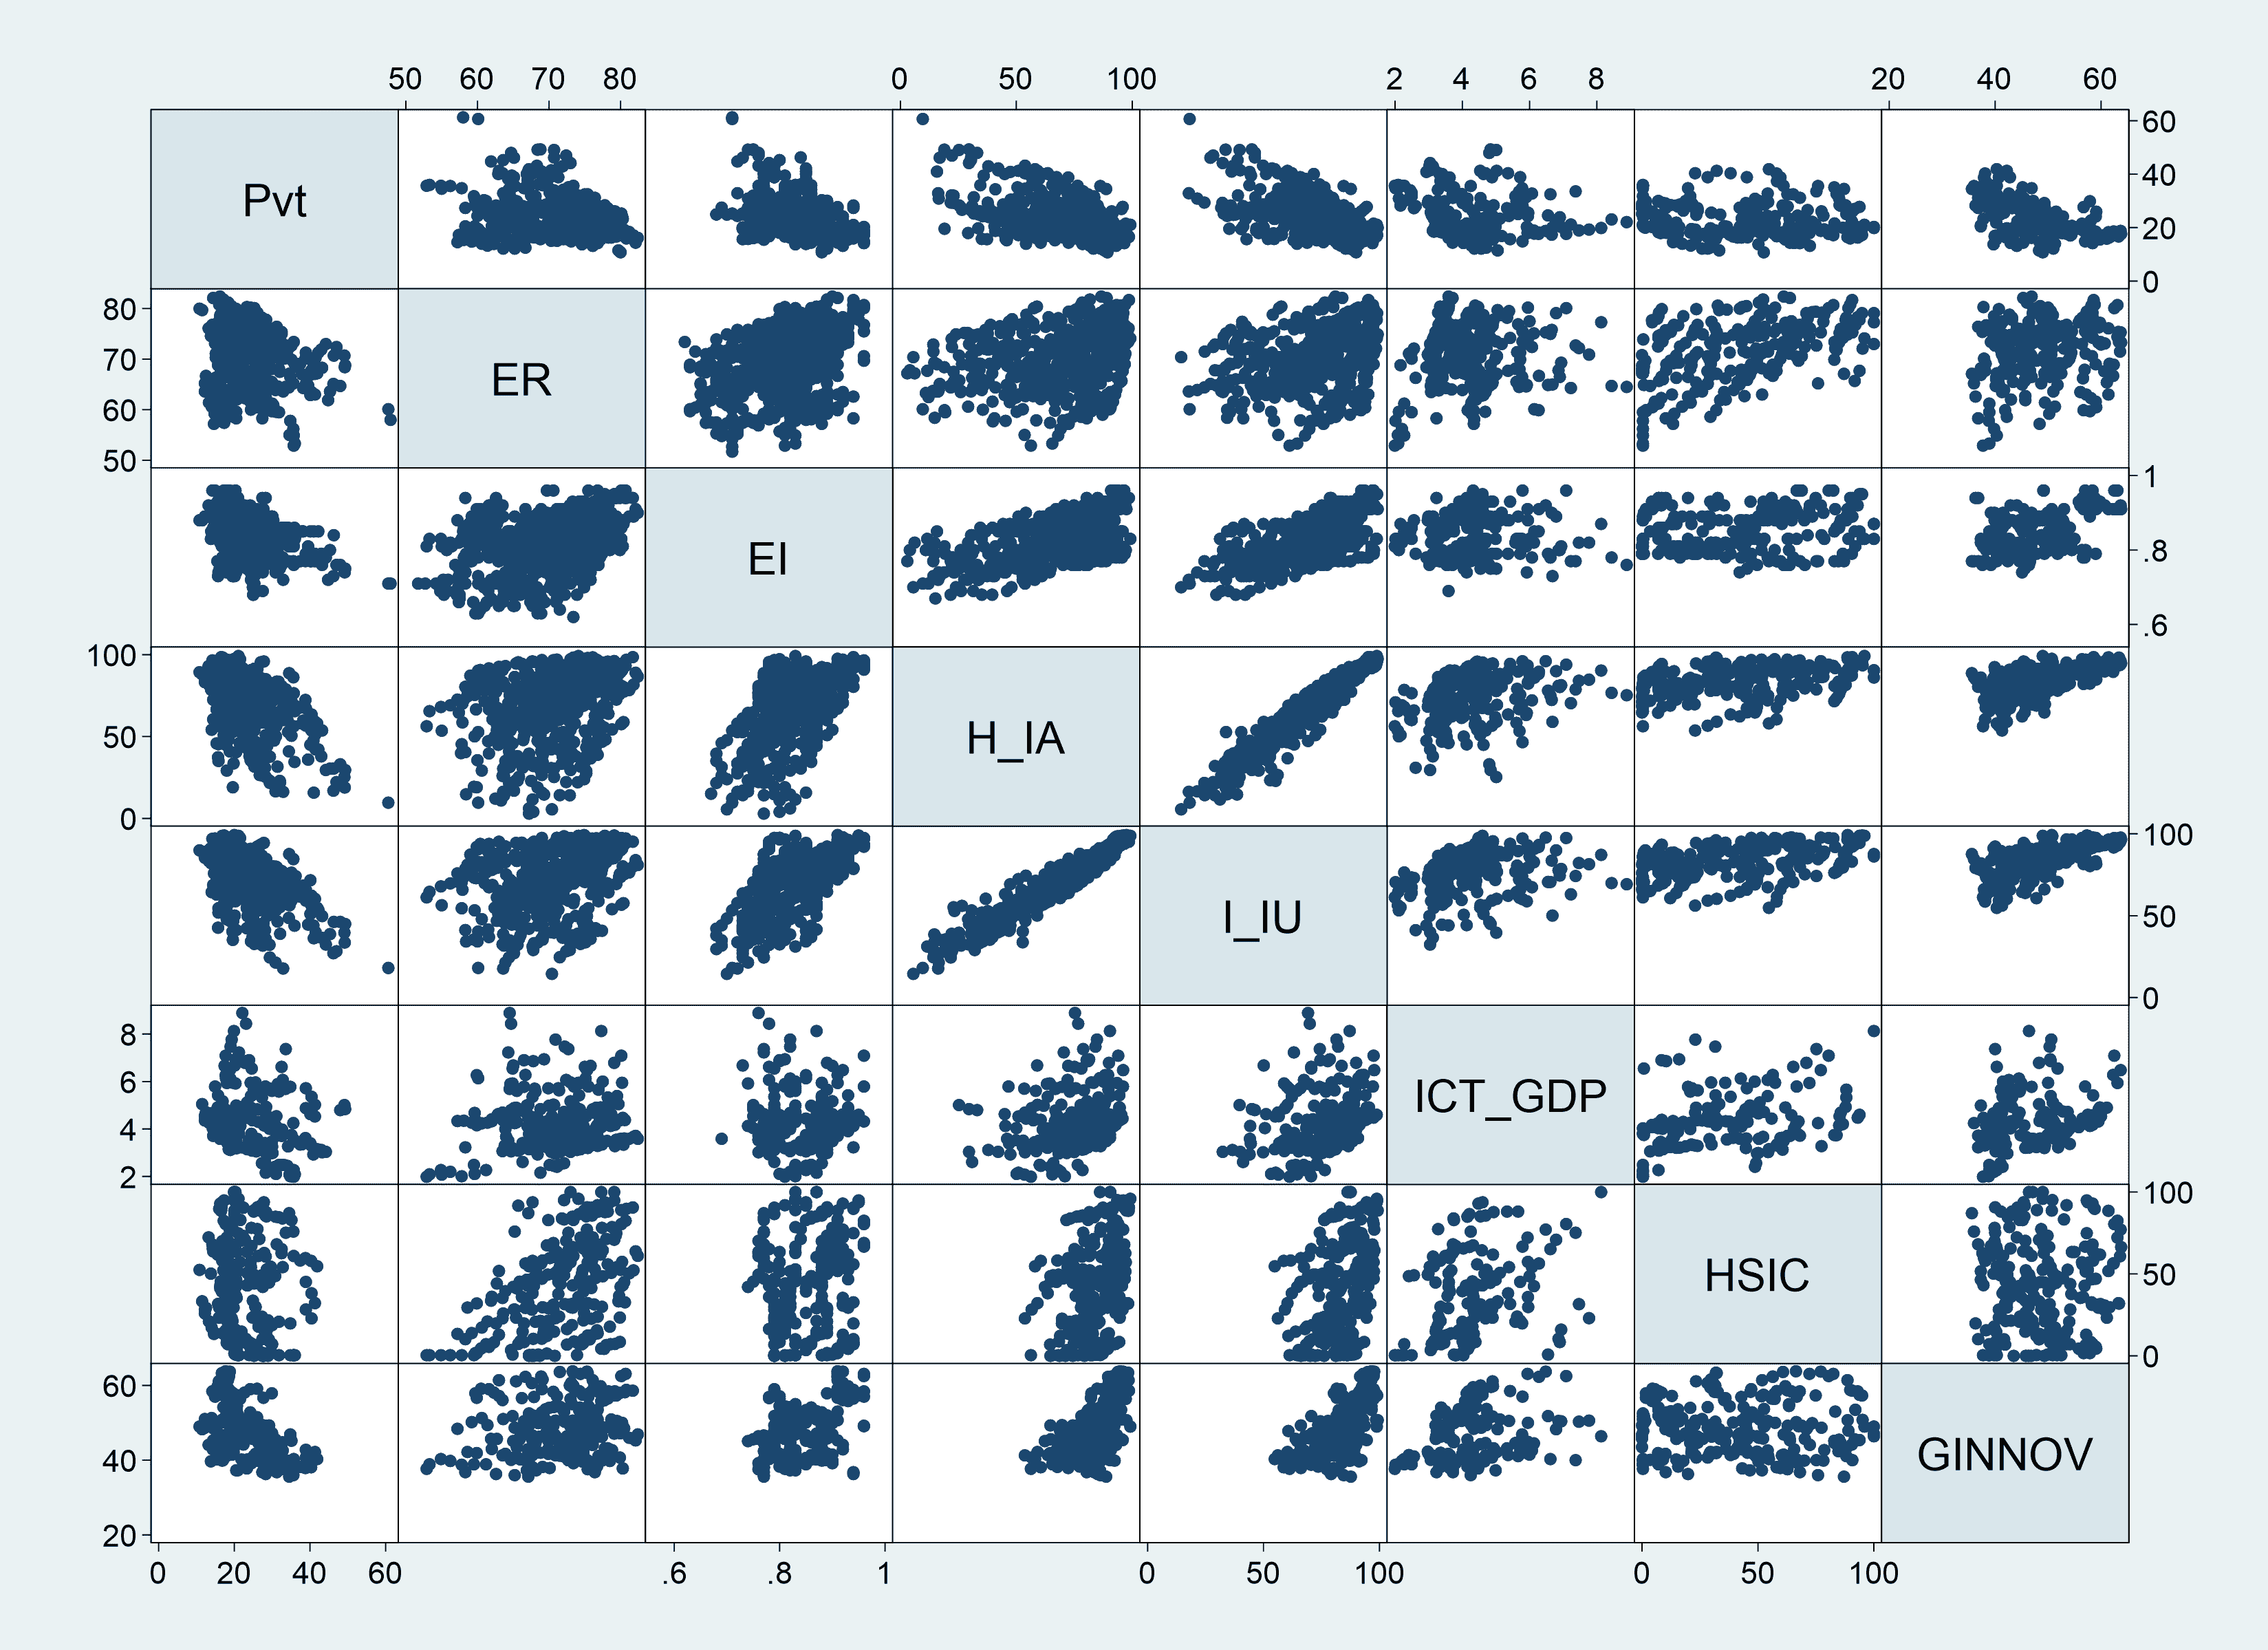 50 60 70 80 0 50 100 2 4 6 8 20 40 60
Pvt 60
40
20
0
80
70
60
50 ER
EI 1
.8
.6
100
50
0 H_IA
I_IU 100
50
0
8
6
4
2 ICT_GDP
HSIC 100
50
0
60
40
20 GINNOV
0 20 40 60 .6 .8 1 0 50 100 0 50 100